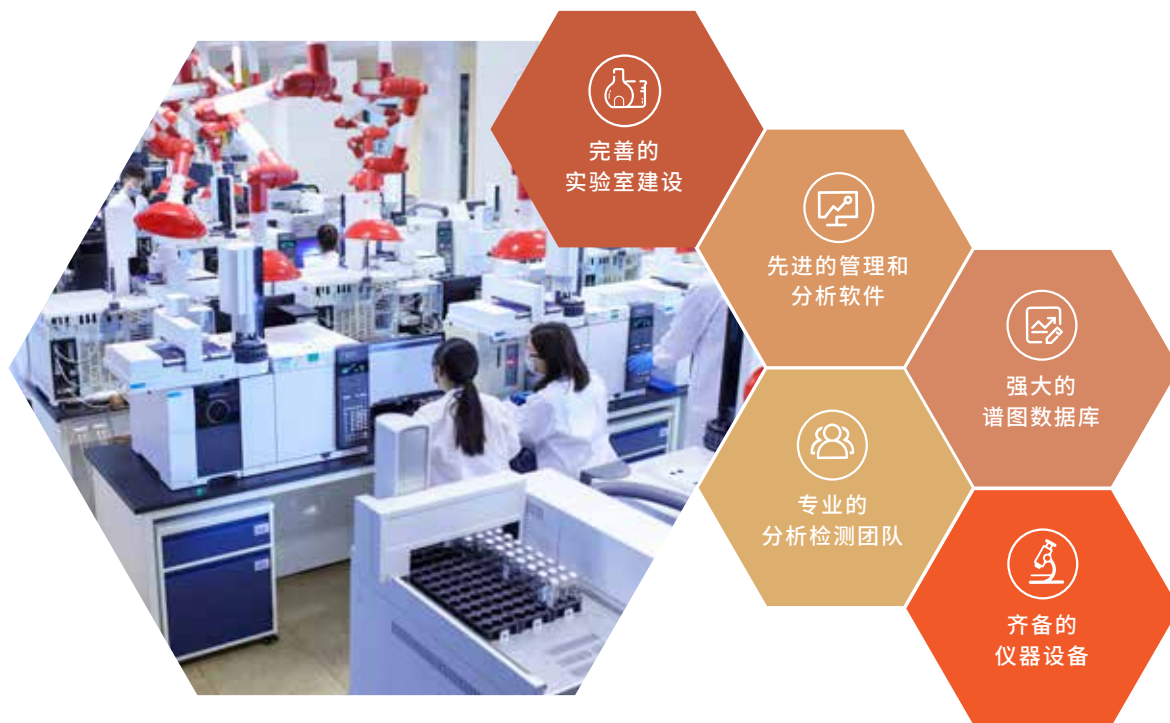 完善的
实验室建设
先进的管理和
分析软件
强大的
谱图数据库
专业的
分析检测团队
齐备的
仪器设备